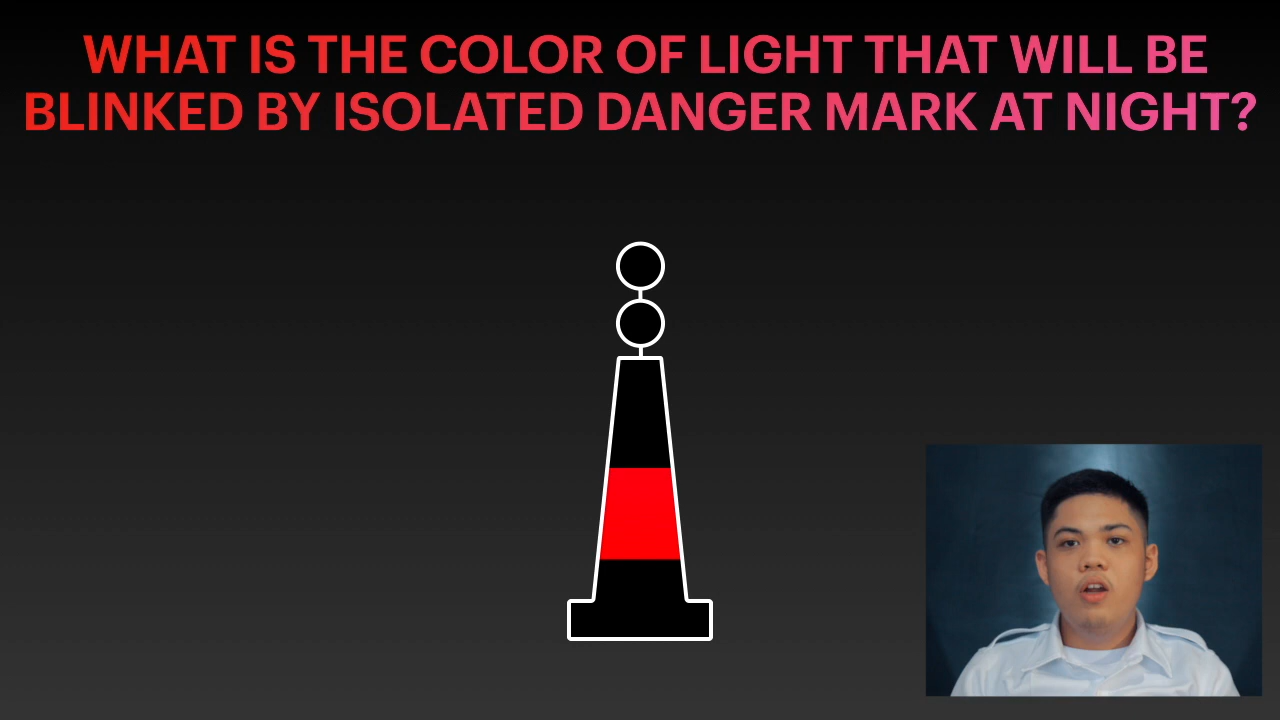 WHAT IS THE COLOR OF LIGHT THAT WILL BE
BLINKED BY ISOLATED DANGER MARK AT NIGHT?